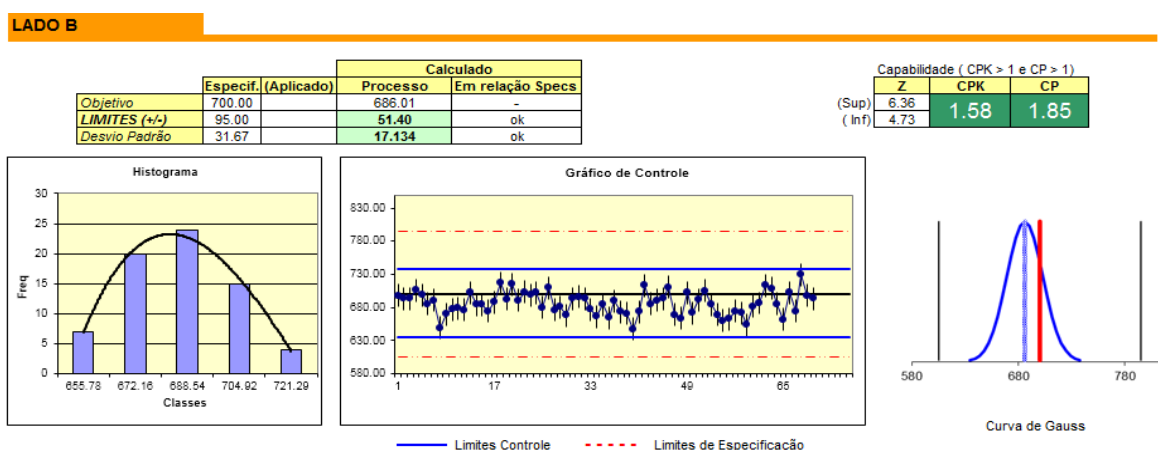 LADO B
Calculado
Especif. (Aplicado) Processo Em relação Specs
Objetivo 700.00 686.01 -
LIMITES (+/-) 95.00 51.40 ok
Desvio Padrão 31.67 17.134 ok
Capabilidade ( CPK > 1 e CP > 1)
Z CPK CP
(Sup) 6.36 1.58 1.85
( Inf) 4.73
Histograma
30
25
20
15
10
5
0
Freq
655.78 672.16 688.54 704.92 721.29
Classes
Gráfico de Controle
830.00
780.00
730.00
680.00
630.00
580.00
1 17 33 49 65
Limites Controle Limites de Especificação
580 680 780
Curva de Gauss